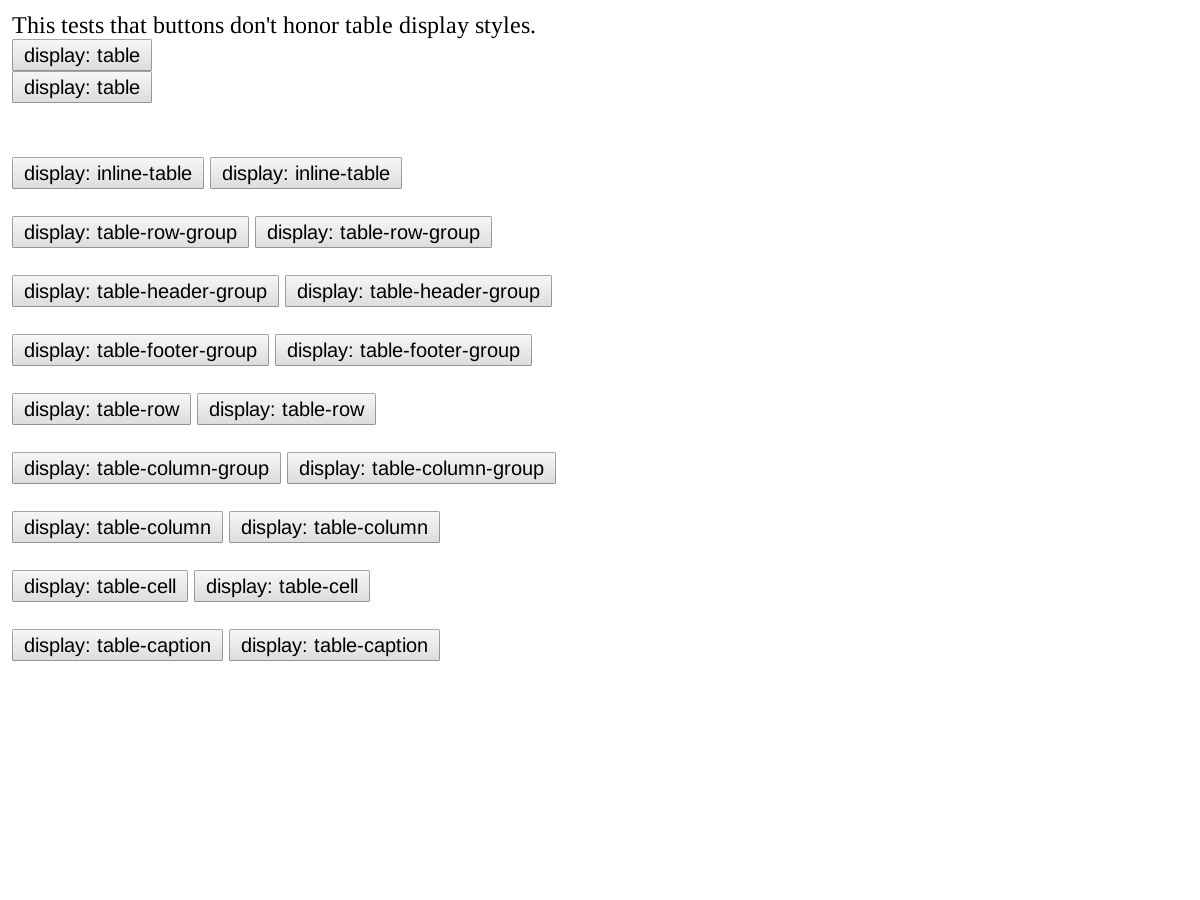 This tests that buttons don't honor table display styles.
display: table
display: table
display: inline-table display: inline-table
display: table-row-group display: table-row-group
display: table-header-group display: table-header-group
display: table-footer-group display: table-footer-group
display: table-row display: table-row
display: table-column-group display: table-column-group
display: table-column display: table-column
display: table-cell display: table-cell
display: table-caption display: table-caption